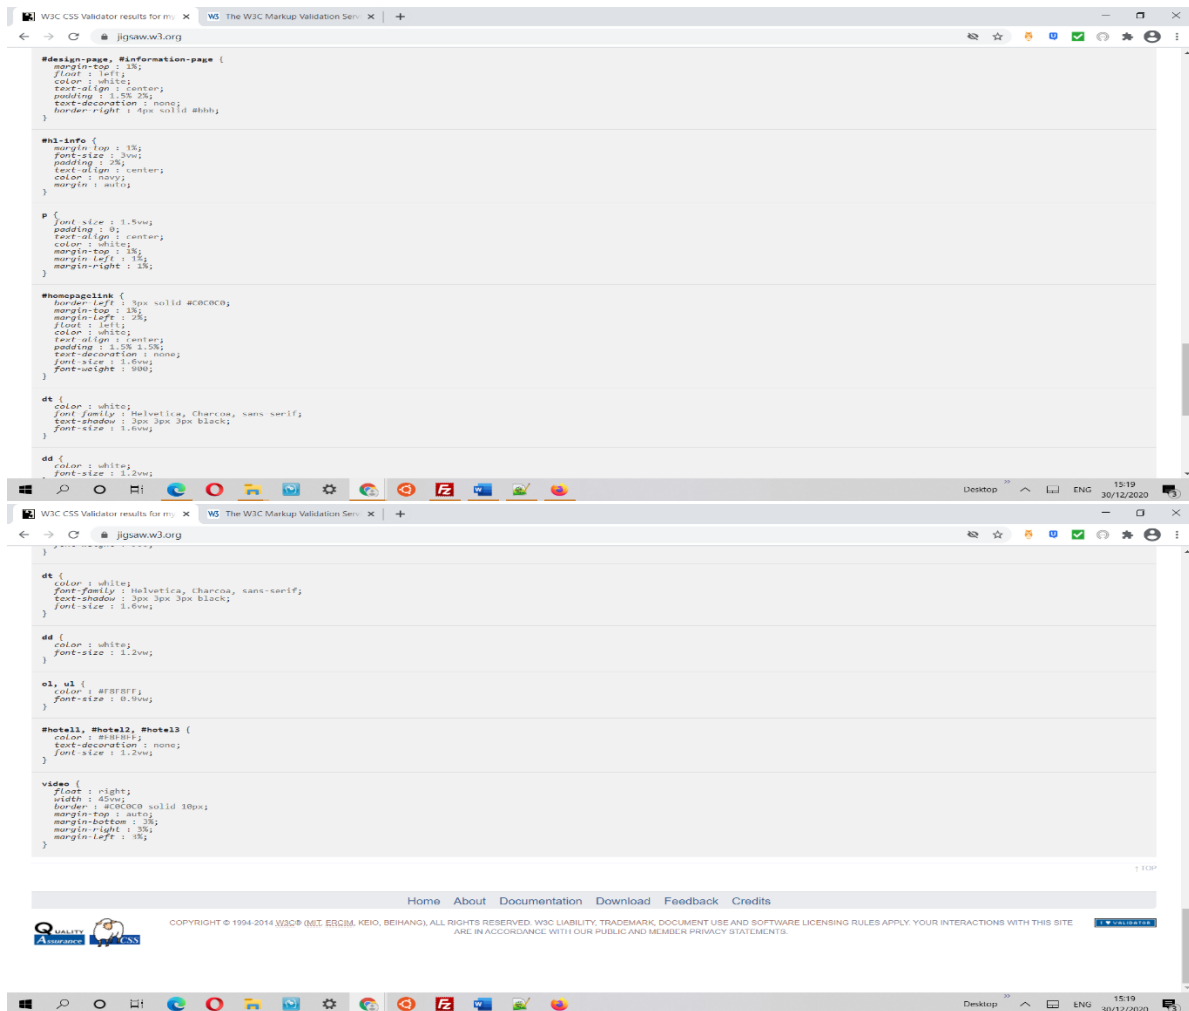 W3C CSS Validator results for my
W3 The W3C Markup Validation Serv
jigsaw.w3.org
#design-page, #information-page {
margin-top : 1%;
float : left;
color : white;
text-align : center;
padding : 1.5% 2%;
text-decoration : none;
border-right : 4px solid #bbb;
}
#h1-info {
margin-top : 1%;
font-size : 3vw;
padding : 2%;
text-align : center;
color : navy;
margin : auto;
}
p {
font-size : 1.5vw;
padding : 0;
text-align : center;
color : white;
margin-top : 1%;
margin-left : 1%;
margin-right : 1%;
}
#homepagelink {
border-left : 3px solid #C0C0C0;
margin-top : 1%;
margin-left : 2%;
float : left;
color : white;
text-align : center;
padding : 1.5% 1.5%;
text-decoration : none;
font-size : 1.6vw;
font-weight : 900;
}
dt {
color : white;
font-family : Helvetica, Charcoa, sans-serif;
text-shadow : 3px 3px 3px black;
font-size : 1.6vw;
}
dd {
color : white;
font-size : 1.2vw;
Desktop ENG 15:19
30/12/2020
W3C CSS Validator results for my
W3 The W3C Markup Validation Serv
jigsaw.w3.org
}
dt {
color : white;
font-family : Helvetica, Charcoa, sans-serif;
text-shadow : 3px 3px 3px black;
font-size : 1.6vw;
}
dd {
color : white;
font-size : 1.2vw;
}
ol, ul {
color : #F8F8FF;
font-size : 0.9vw;
}
#hotel1, #hotel2, #hotel3 {
color : #F8F8FF;
text-decoration : none;
font-size : 1.2vw;
}
video {
float : right;
width : 45vw;
border : #C0C0C0 solid 10px;
margin-top : auto;
margin-bottom : 3%;
margin-right : 3%;
margin-left : 3%;
}
↑ TOP
Home About Documentation Download Feedback Credits
QUALITY
Assurance
CSS
COPYRIGHT © 1994-2014 W3C® (MIT, ERCIM, KEIO, BEIHANG), ALL RIGHTS RESERVED. W3C LIABILITY, TRADEMARK, DOCUMENT USE AND SOFTWARE LICENSING RULES APPLY. YOUR INTERACTIONS WITH THIS SITE
ARE IN ACCORDANCE WITH OUR PUBLIC AND MEMBER PRIVACY STATEMENTS.
I ♥ VALIDATOR
Desktop ENG 15:19
30/12/2020